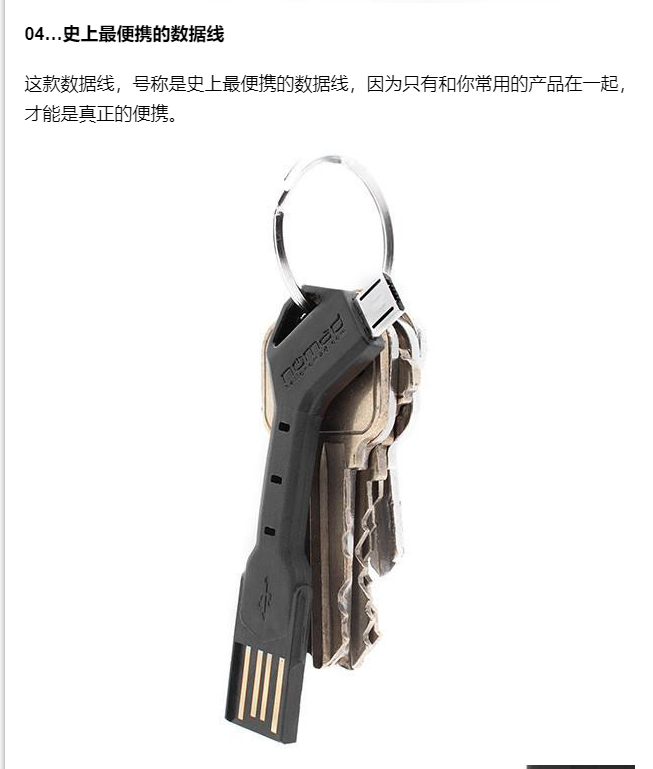 04...史上最便携的数据线
这款数据线，号称是史上最便携的数据线，因为只有和你常用的产品在一起，
才能是真正的便携。
nomad